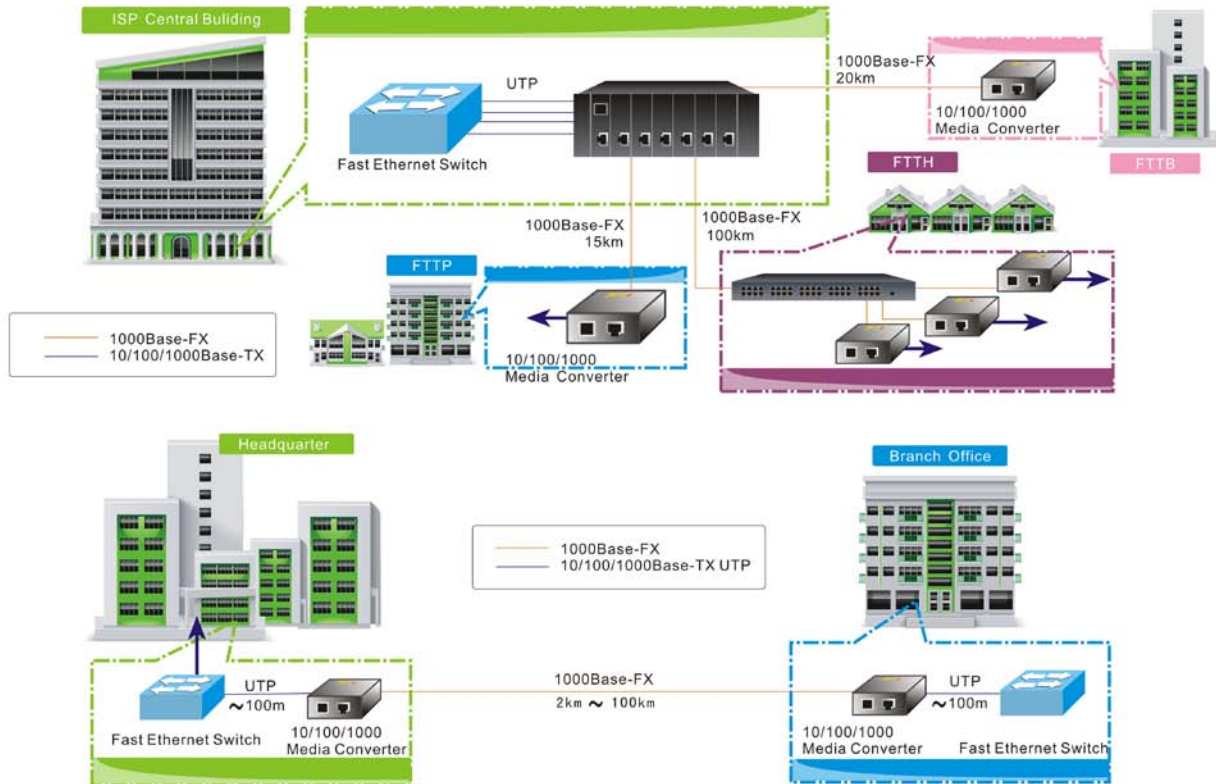 ISP Central Buliding
UTP
Fast Ethernet Switch
1000Base-FX
20km
10/100/1000
Media Converter
FTTB
FTTH
1000Base-FX
15km
1000Base-FX
100km
FTTP
10/100/1000
Media Converter
1000Base-FX
10/100/1000Base-TX
Headquarter
Branch Office
1000Base-FX
10/100/1000Base-TX UTP
UTP
~100m
Fast Ethernet Switch
10/100/1000
Media Converter
1000Base-FX
2km ~ 100km
10/100/1000
Media Converter
UTP
~100m
Fast Ethernet Switch